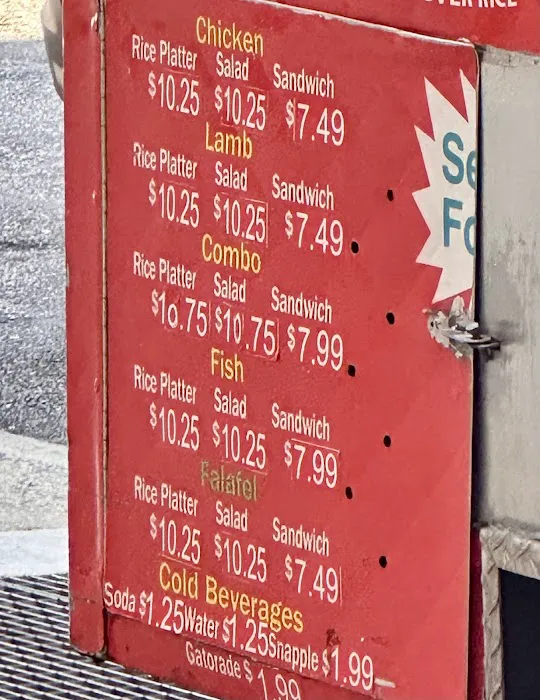 OVER RICE
Chicken
Rice Platter Salad Sandwich
$10.25 $10.25 $7.49
Lamb
Rice Platter Salad Sandwich
$10.25 $10.25 $7.49
Combo
Rice Platter Salad Sandwich
$10.75 $10.75 $7.99
Fish
Rice Platter Salad Sandwich
$10.25 $10.25 $7.99
Falafel
Rice Platter Salad Sandwich
$10.25 $10.25 $7.49
Cold Beverages
Soda $1.25 Water $1.25 Snapple $1.99
Gatorade $1.99